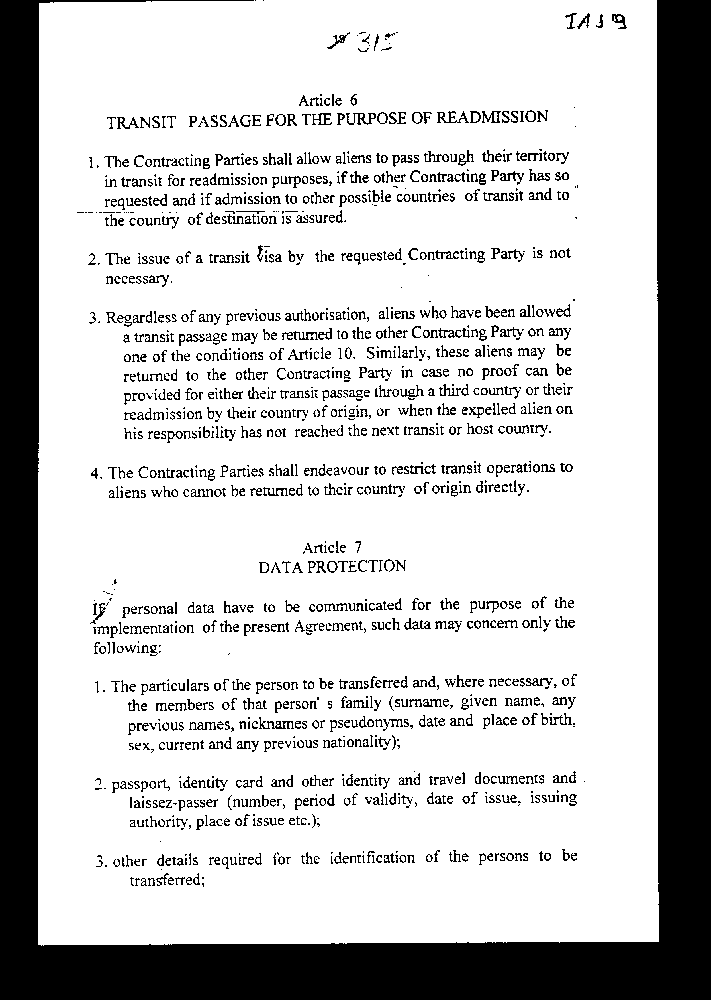 IA19
10 315
Article 6
TRANSIT PASSAGE FOR THE PURPOSE OF READMISSION
1. The Contracting Parties shall allow aliens to pass through their territory
in transit for readmission purposes, if the other Contracting Party has so
requested and if admission to other possible countries of transit and to
the country of destination is assured.
2. The issue of a transit visa by the requested Contracting Party is not
necessary.
3. Regardless of any previous authorisation, aliens who have been allowed
a transit passage may be returned to the other Contracting Party on any
one of the conditions of Article 10. Similarly, these aliens may be
returned to the other Contracting Party in case no proof can be
provided for either their transit passage through a third country or their
readmission by their country of origin, or when the expelled alien on
his responsibility has not reached the next transit or host country.
4. The Contracting Parties shall endeavour to restrict transit operations to
aliens who cannot be returned to their country of origin directly.
Article 7
DATA PROTECTION
If personal data have to be communicated for the purpose of the
implementation of the present Agreement, such data may concern only the
following:
1. The particulars of the person to be transferred and, where necessary, of
the members of that person' s family (surname, given name, any
previous names, nicknames or pseudonyms, date and place of birth,
sex, current and any previous nationality);
2. passport, identity card and other identity and travel documents and
laissez-passer (number, period of validity, date of issue, issuing
authority, place of issue etc.);
3. other details required for the identification of the persons to be
transferred;